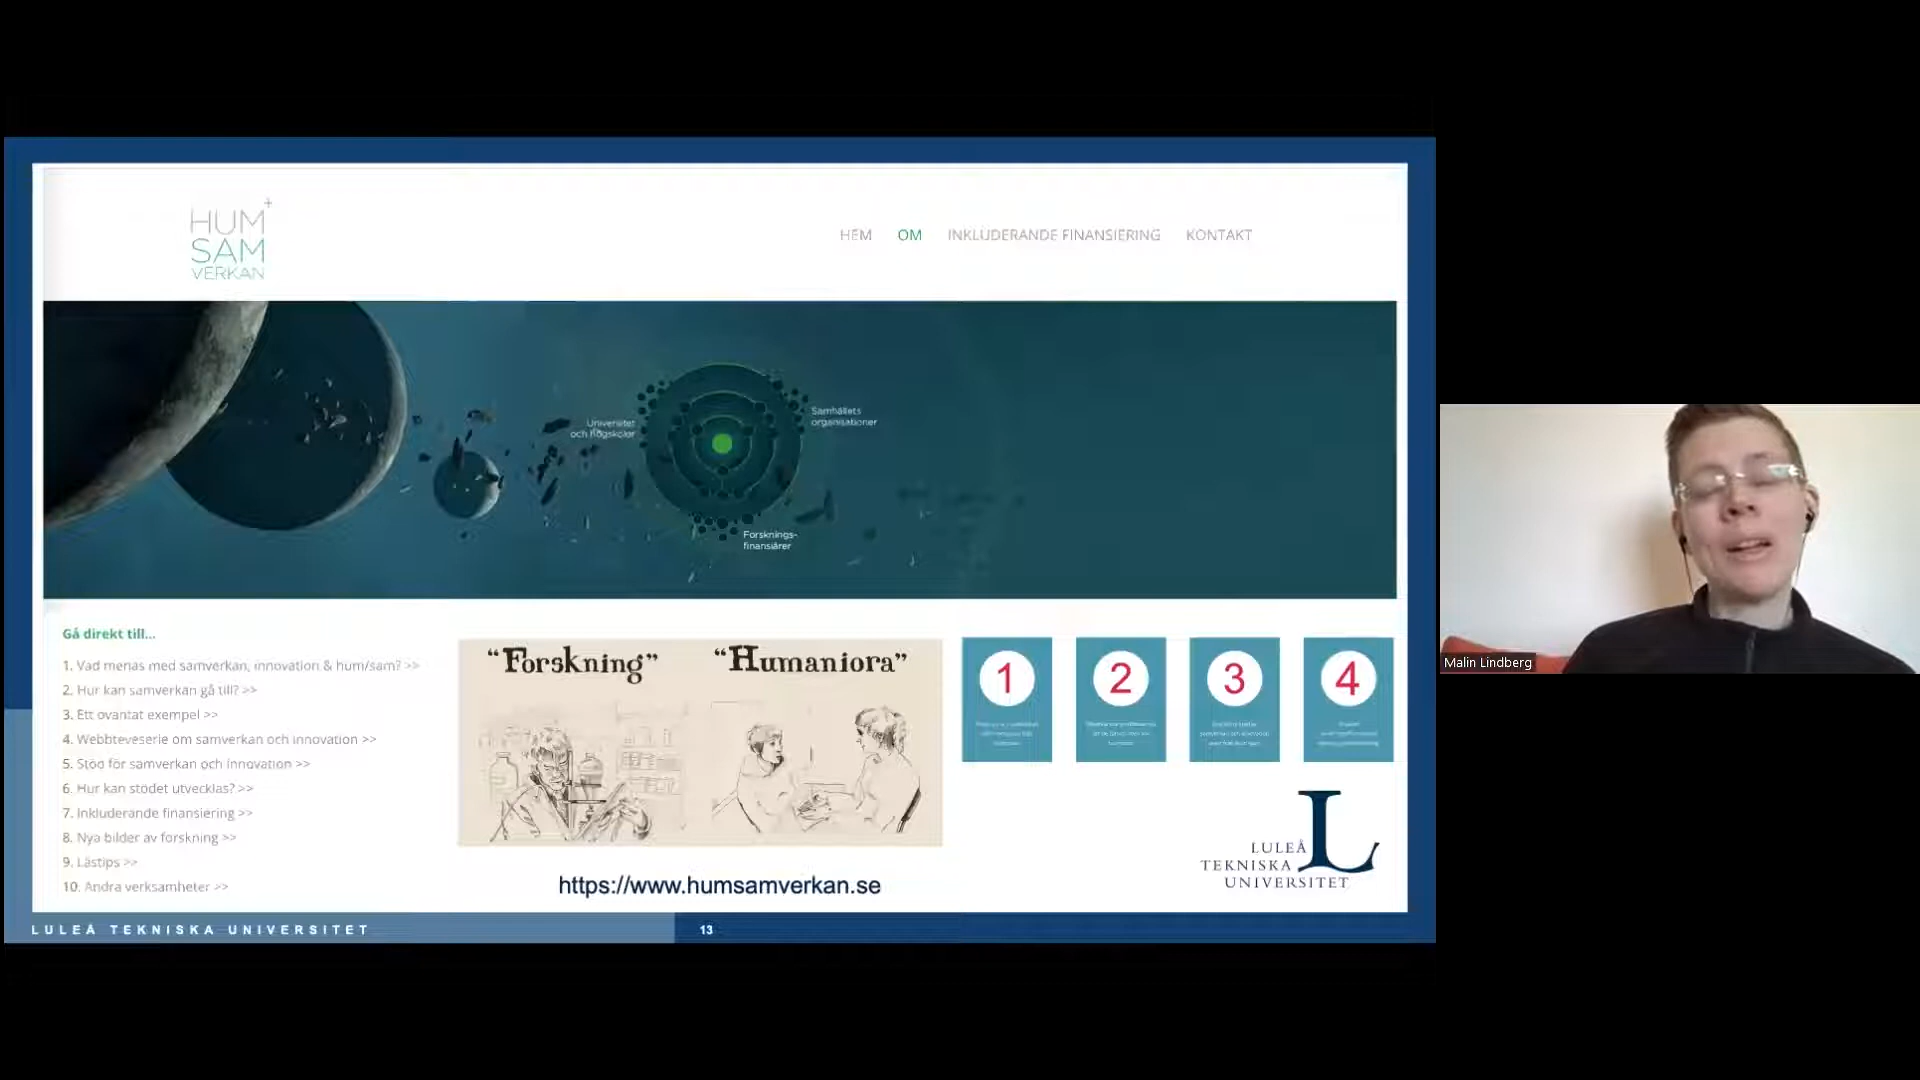 HUM+
SAM
VERKAN
HEM OM INKLUDERANDE FINANSIERING KONTAKT
Universitet
och högskolor
Samhällets
organisationer
Forsknings-
finansiärer
Gå direkt till...
1. Vad menas med samverkan, innovation & hum/sam? >>
2. Hur kan samverkan gå till? >>
3. Ett oväntat exempel >>
4. Webbteveserie om samverkan och innovation >>
5. Stöd för samverkan och innovation >>
6. Hur kan stödet utvecklas? >>
7. Inkluderande finansiering >>
8. Nya bilder av forskning >>
9. Lästips >>
10. Andra verksamheter >>
“Forskning” “Humaniora”
1 2 3 4
https://www.humsamverkan.se
LULEÅ
TEKNISKA
UNIVERSITET
LULEÅ TEKNISKA UNIVERSITET
13
Malin Lindberg